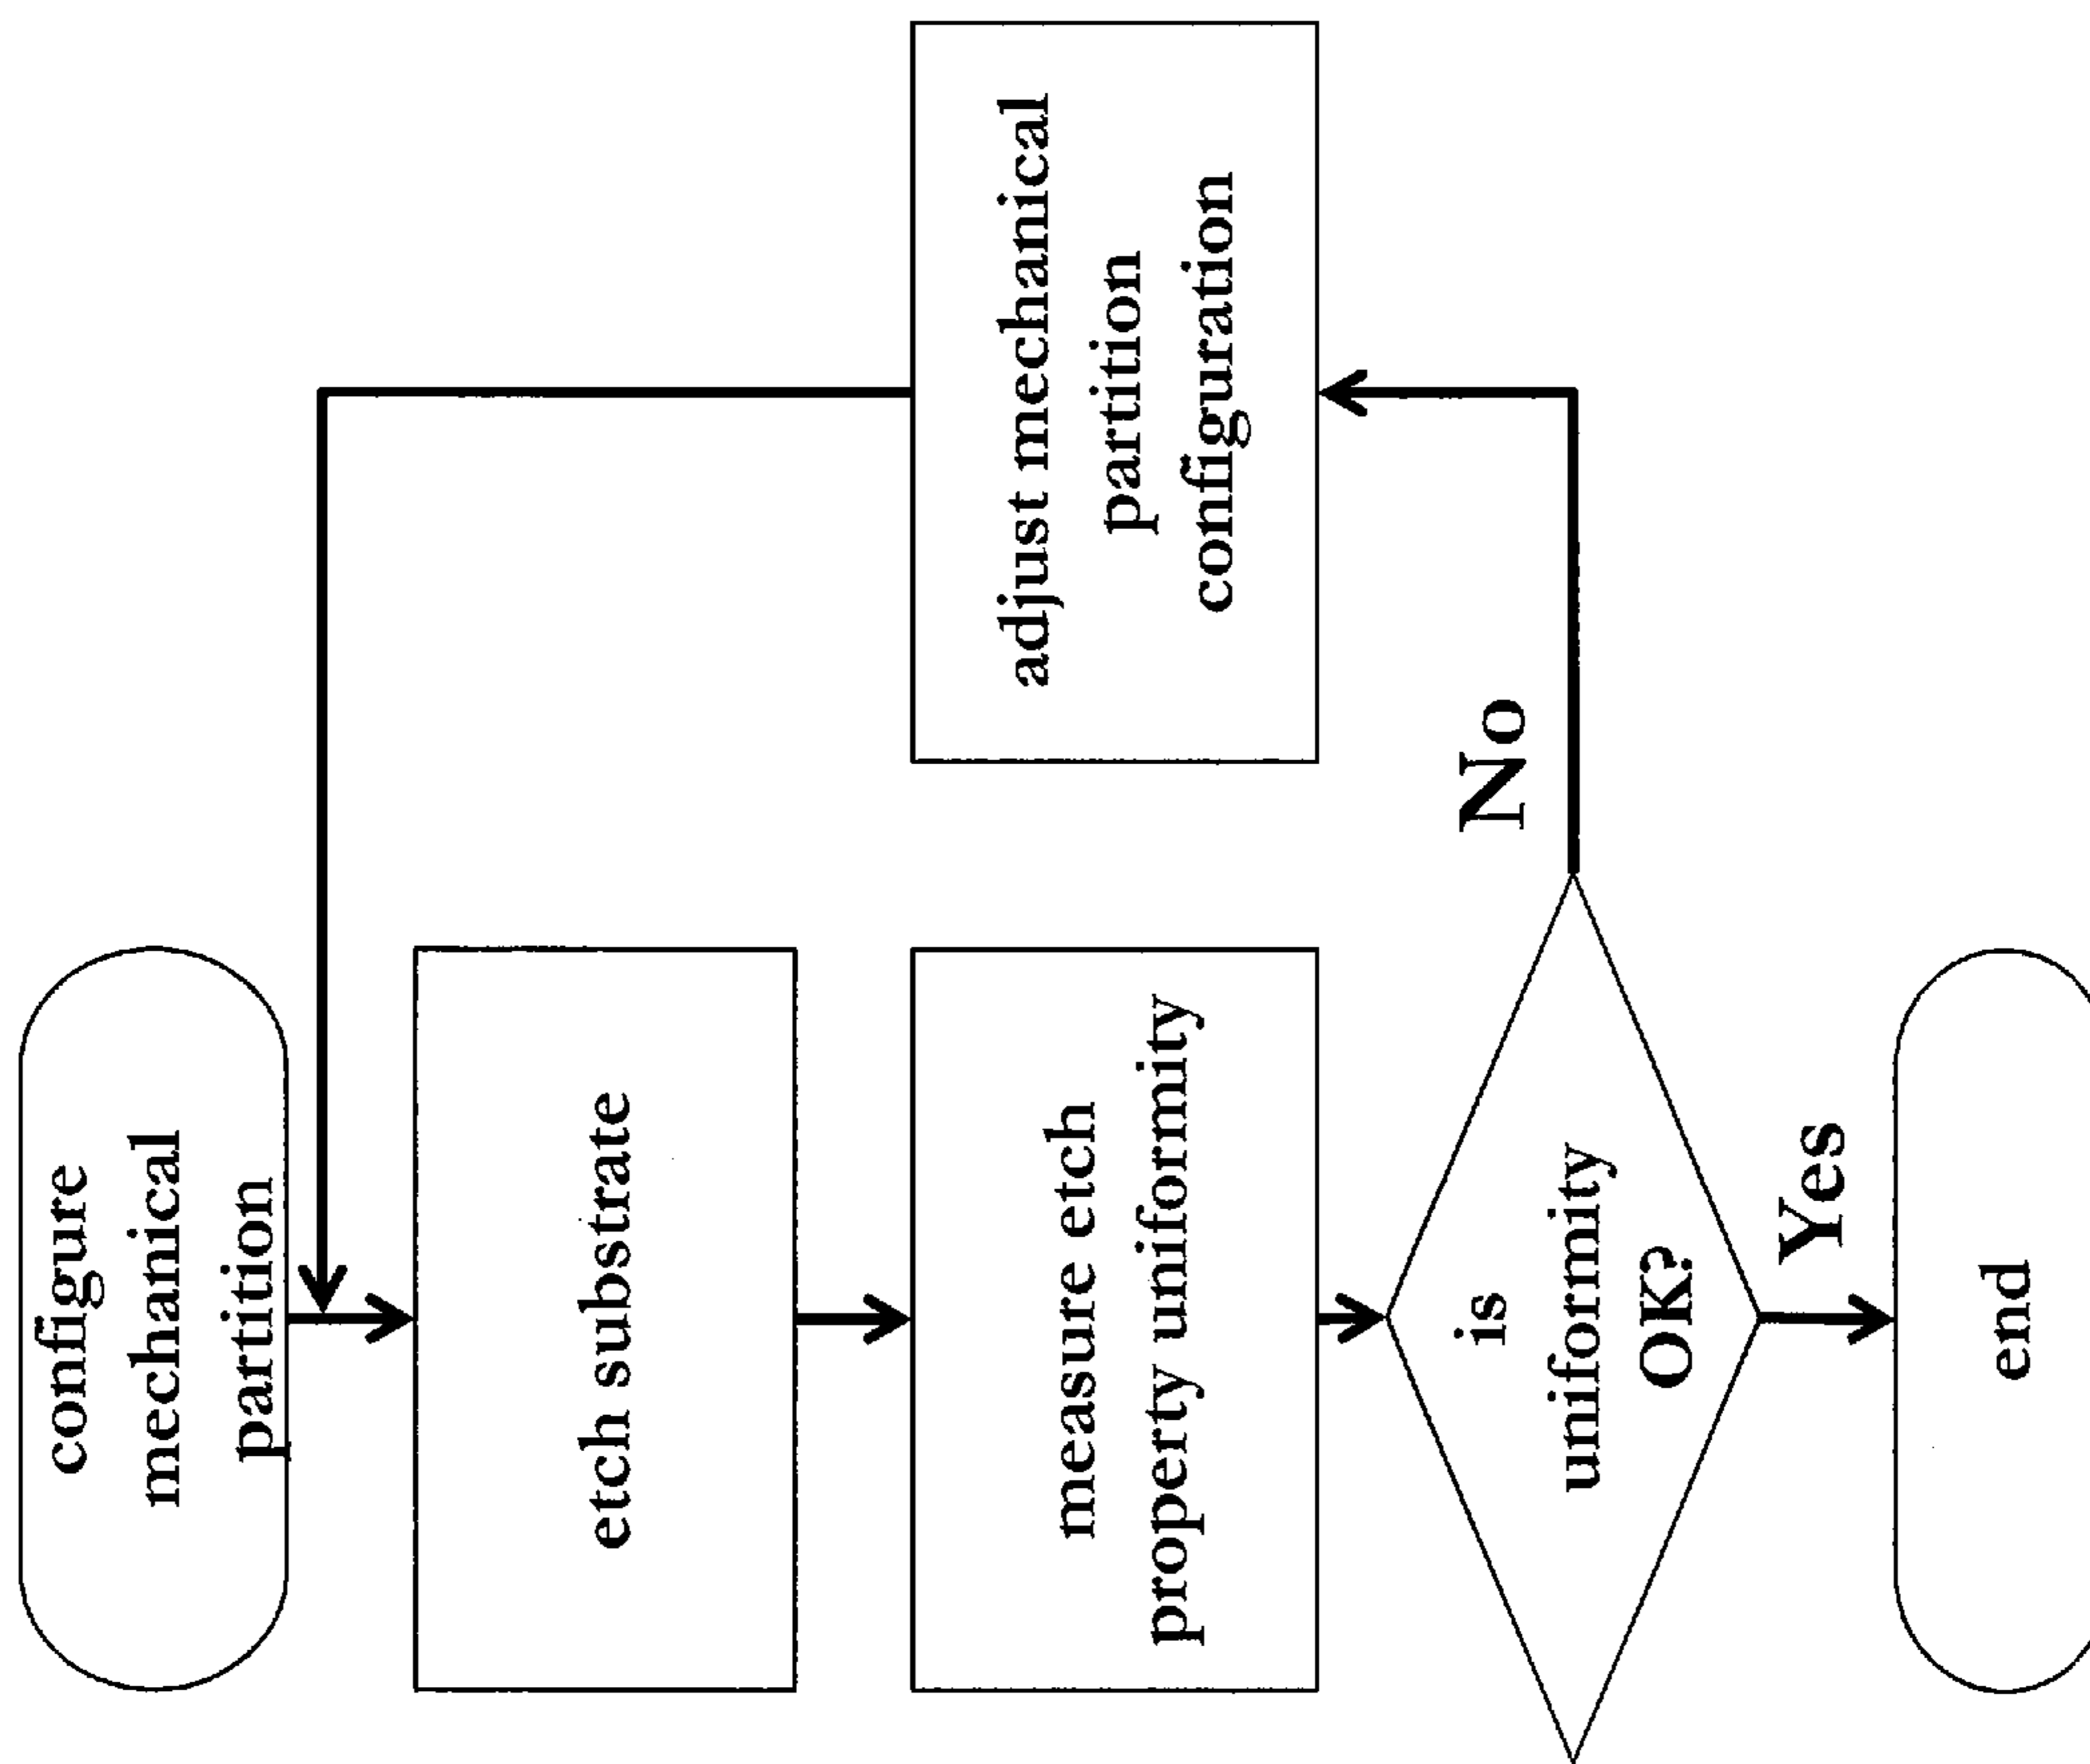 configure
mechanical
partition
etch substrate
measure etch
property uniformity
is
uniformity
OK?
Yes
end
No
adjust mechanical
partition
configuration